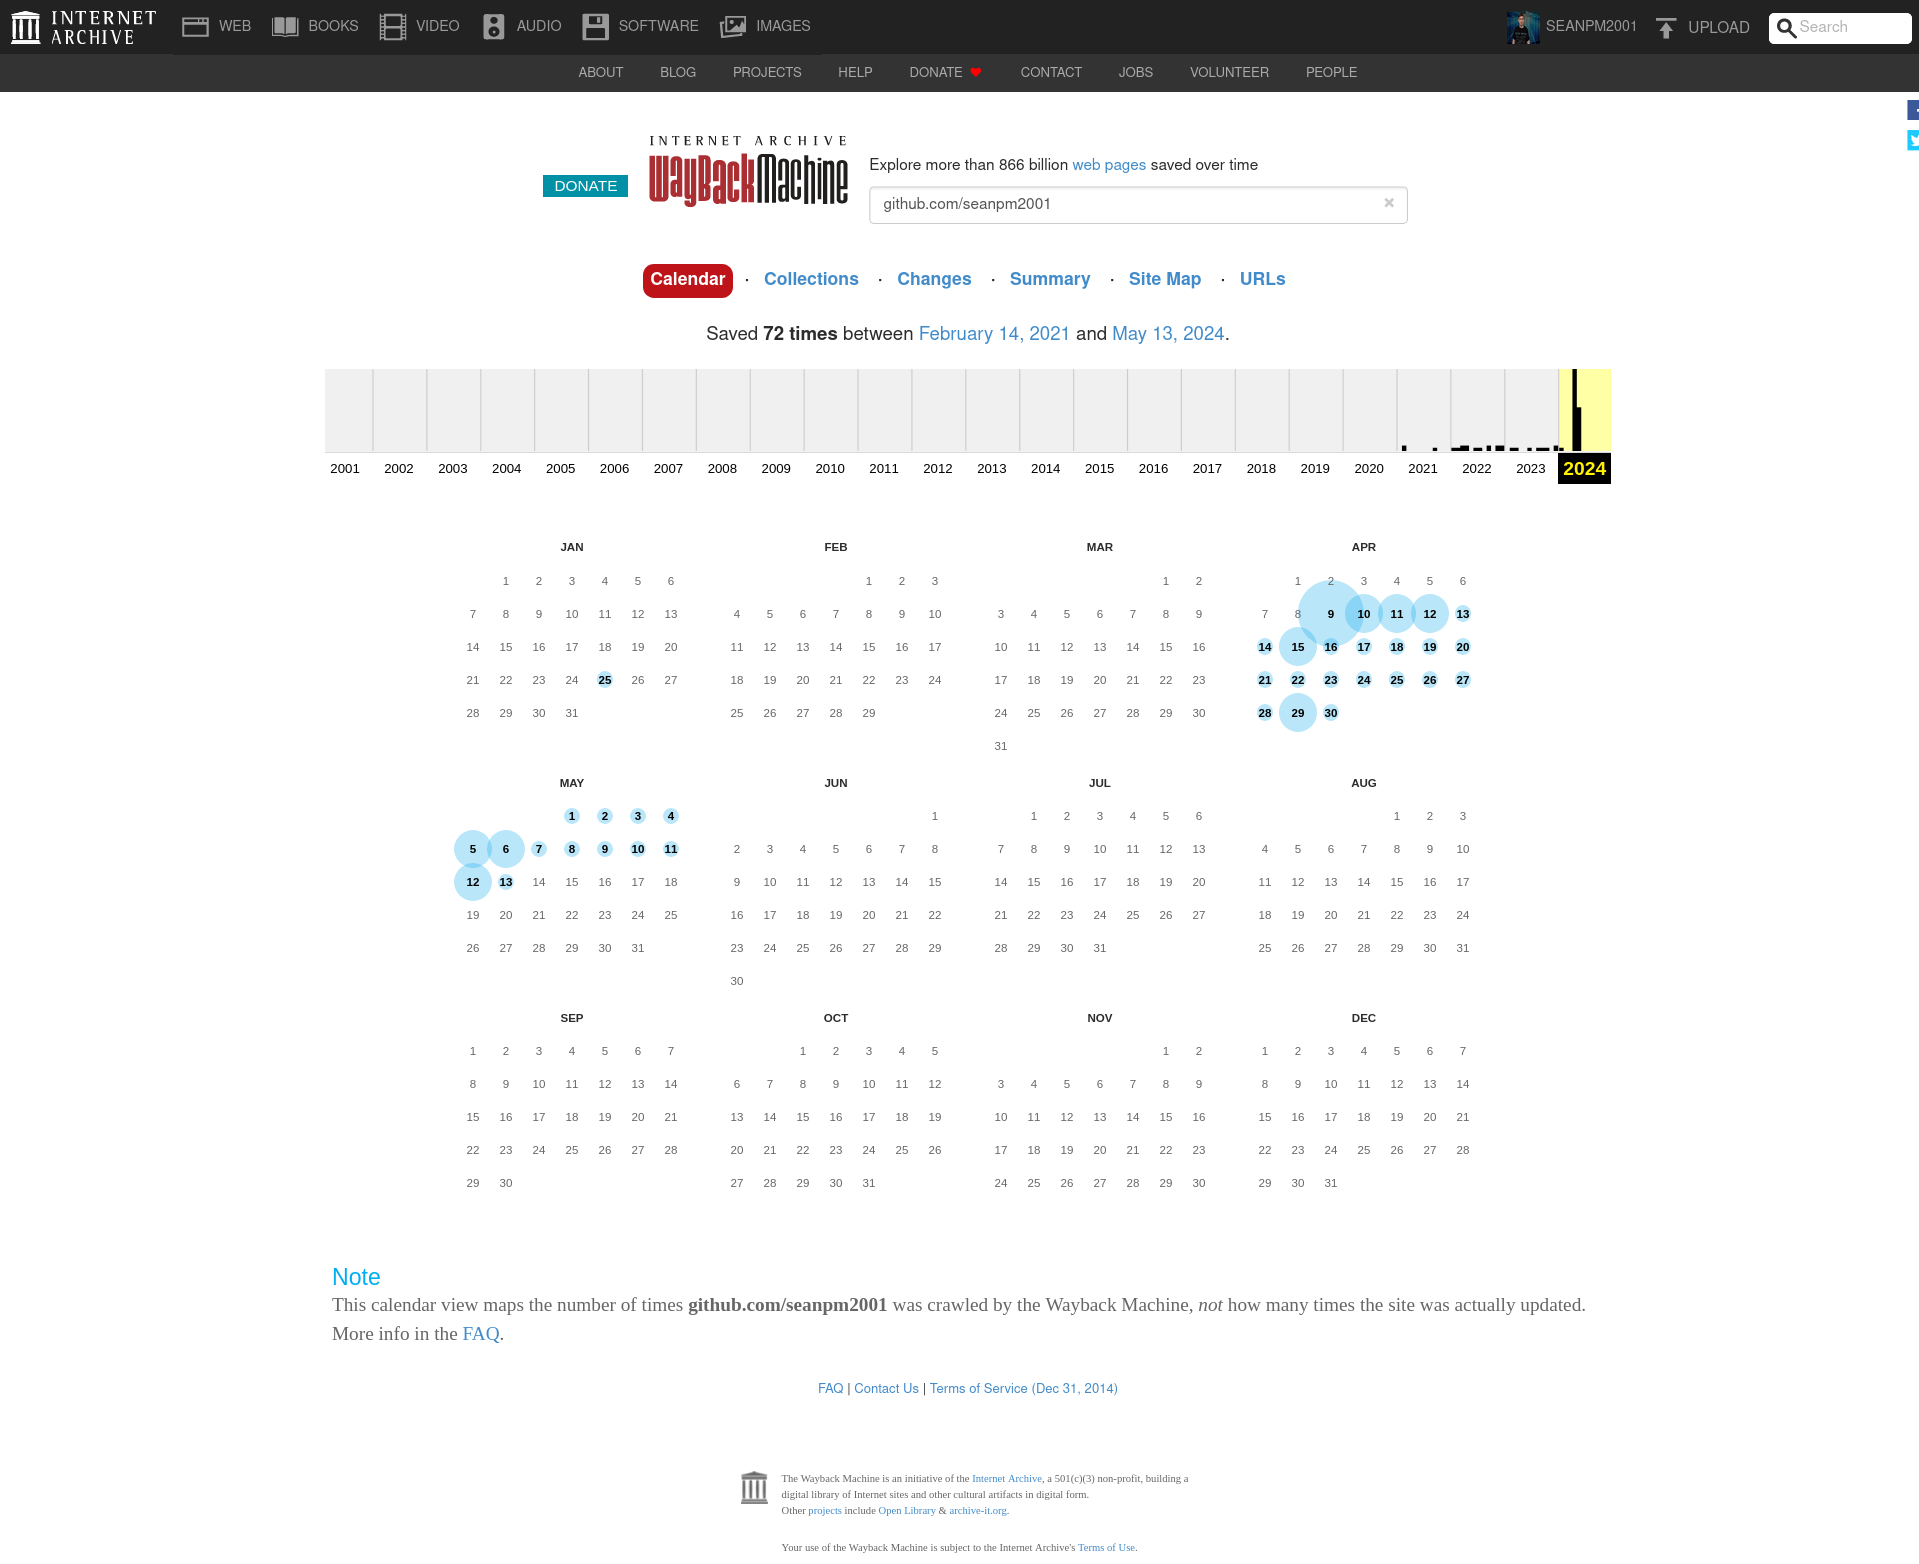 INTERNET ARCHIVE WEB BOOKS VIDEO AUDIO SOFTWARE IMAGES SEANPM2001 UPLOAD Search
ABOUT BLOG PROJECTS HELP DONATE CONTACT JOBS VOLUNTEER PEOPLE
INTERNET ARCHIVE
WayBackMachine
DONATE
Explore more than 866 billion web pages saved over time
github.com/seanpm2001 ×
Calendar · Collections · Changes · Summary · Site Map · URLs
Saved 72 times between February 14, 2021 and May 13, 2024.
2001 2002 2003 2004 2005 2006 2007 2008 2009 2010 2011 2012 2013 2014 2015 2016 2017 2018 2019 2020 2021 2022 2023 2024
JAN
1 2 3 4 5 6
7 8 9 10 11 12 13
14 15 16 17 18 19 20
21 22 23 24 25 26 27
28 29 30 31
FEB
1 2 3
4 5 6 7 8 9 10
11 12 13 14 15 16 17
18 19 20 21 22 23 24
25 26 27 28 29
MAR
1 2
3 4 5 6 7 8 9
10 11 12 13 14 15 16
17 18 19 20 21 22 23
24 25 26 27 28 29 30
31
APR
1 2 3 4 5 6
7 8 9 10 11 12 13
14 15 16 17 18 19 20
21 22 23 24 25 26 27
28 29 30
MAY
1 2 3 4
5 6 7 8 9 10 11
12 13 14 15 16 17 18
19 20 21 22 23 24 25
26 27 28 29 30 31
JUN
1
2 3 4 5 6 7 8
9 10 11 12 13 14 15
16 17 18 19 20 21 22
23 24 25 26 27 28 29
30
JUL
1 2 3 4 5 6
7 8 9 10 11 12 13
14 15 16 17 18 19 20
21 22 23 24 25 26 27
28 29 30 31
AUG
1 2 3
4 5 6 7 8 9 10
11 12 13 14 15 16 17
18 19 20 21 22 23 24
25 26 27 28 29 30 31
SEP
1 2 3 4 5 6 7
8 9 10 11 12 13 14
15 16 17 18 19 20 21
22 23 24 25 26 27 28
29 30
OCT
1 2 3 4 5
6 7 8 9 10 11 12
13 14 15 16 17 18 19
20 21 22 23 24 25 26
27 28 29 30 31
NOV
1 2
3 4 5 6 7 8 9
10 11 12 13 14 15 16
17 18 19 20 21 22 23
24 25 26 27 28 29 30
DEC
1 2 3 4 5 6 7
8 9 10 11 12 13 14
15 16 17 18 19 20 21
22 23 24 25 26 27 28
29 30 31
Note
This calendar view maps the number of times github.com/seanpm2001 was crawled by the Wayback Machine, not how many times the site was actually updated.
More info in the FAQ.
FAQ | Contact Us | Terms of Service (Dec 31, 2014)
The Wayback Machine is an initiative of the Internet Archive, a 501(c)(3) non-profit, building a
digital library of Internet sites and other cultural artifacts in digital form.
Other projects include Open Library & archive-it.org.
Your use of the Wayback Machine is subject to the Internet Archive's Terms of Use.